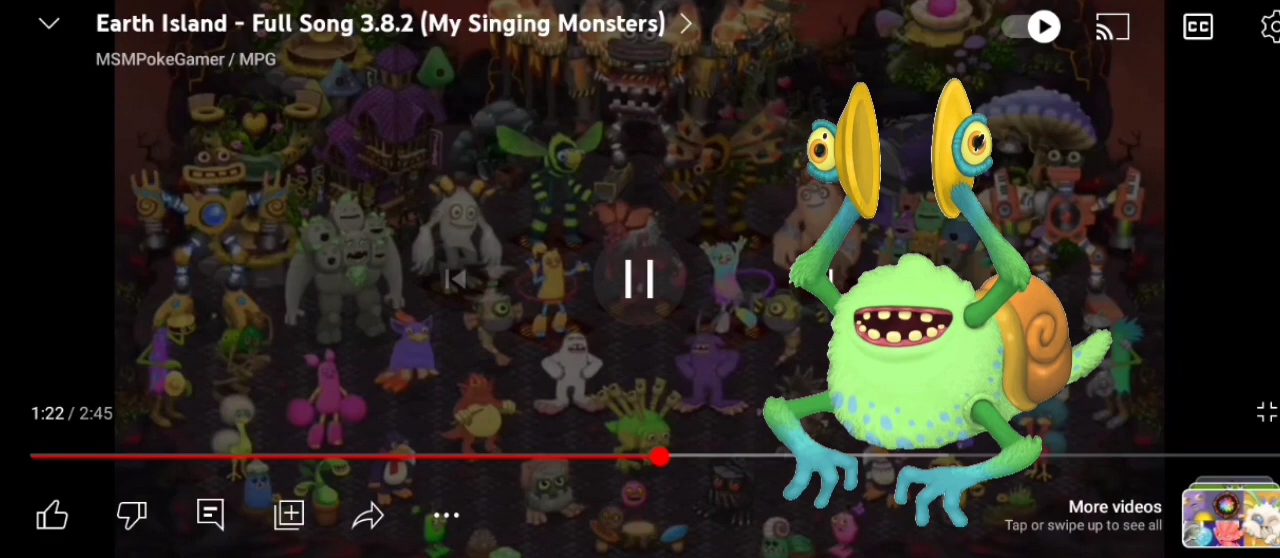 Earth Island - Full Song 3.8.2 (My Singing Monsters)
MSMPokeGamer / MPG
CC
1:22 / 2:45
More videos
Tap or swipe up to see all